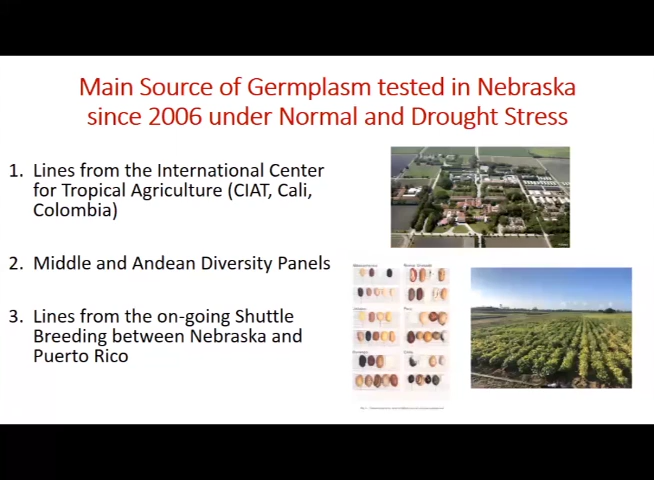 Main Source of Germplasm tested in Nebraska
since 2006 under Normal and Drought Stress
1. Lines from the International Center
for Tropical Agriculture (CIAT, Cali,
Colombia)
2. Middle and Andean Diversity Panels
3. Lines from the on-going Shuttle
Breeding between Nebraska and
Puerto Rico